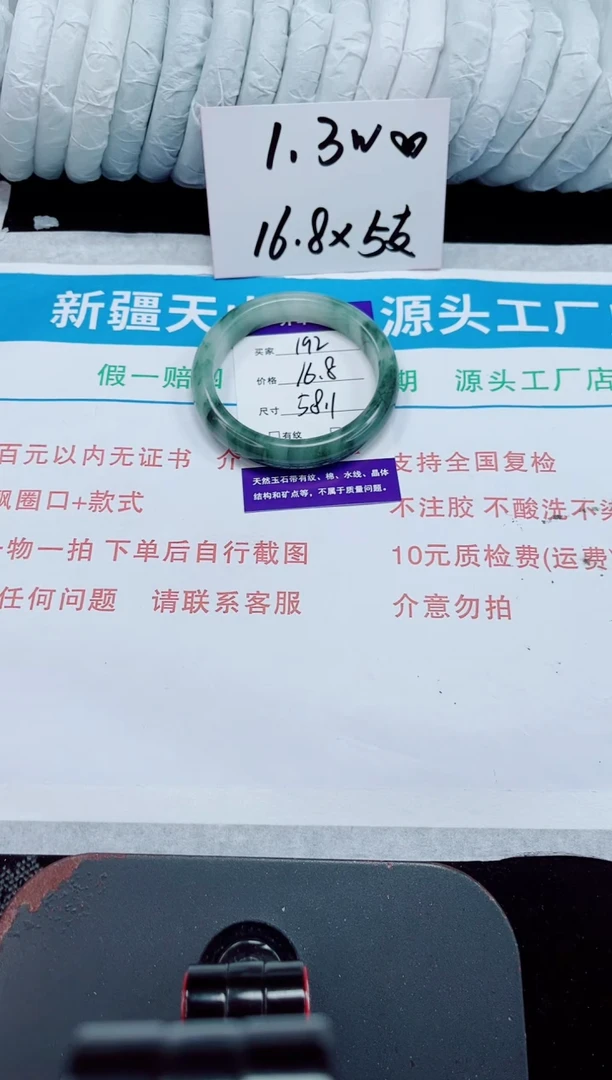 1.3W
16.8×5支
新疆天 源头工厂
假一赔 期 源头工厂店
买家 192
价格 16.8
尺寸 58.1
有纹
天然玉石带有纹、棉、水线、晶体
结构和矿点等，不属于质量问题。
百元以内无证书 介 支持全国复检
圈口+款式 不注胶 不酸洗 不
物一拍 下单后自行截图 10元质检费(运费
任何问题 请联系客服 介意勿拍